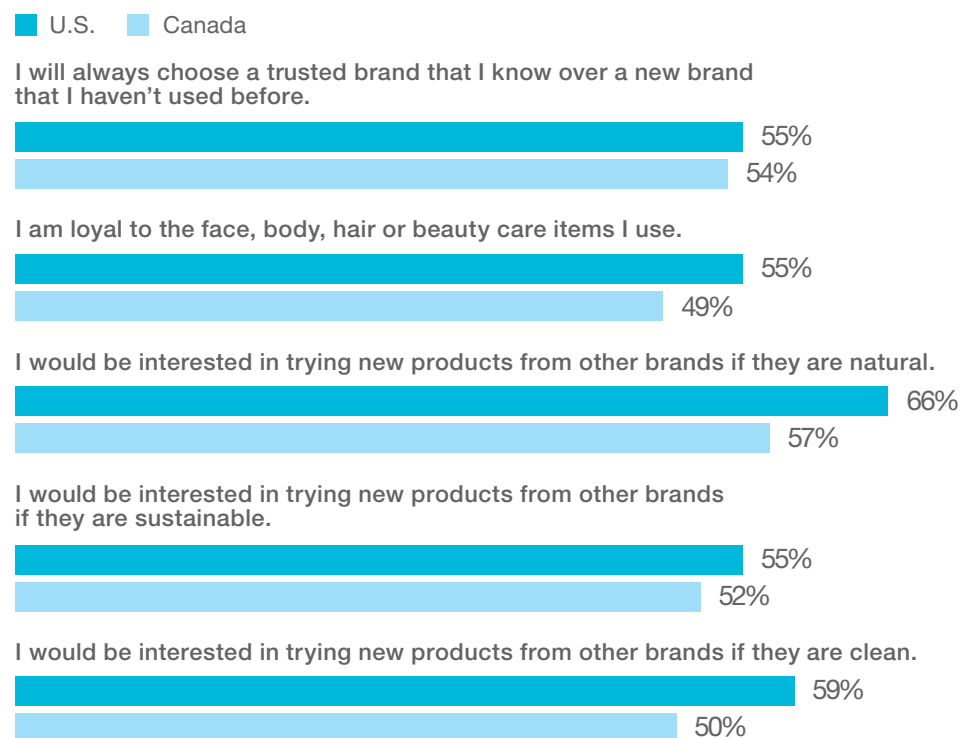 U.S. Canada
I will always choose a trusted brand that I know over a new brand
that I haven’t used before.
55%
54%
I am loyal to the face, body, hair or beauty care items I use.
55%
49%
I would be interested in trying new products from other brands if they are natural.
66%
57%
I would be interested in trying new products from other brands
if they are sustainable.
55%
52%
I would be interested in trying new products from other brands if they are clean.
59%
50%